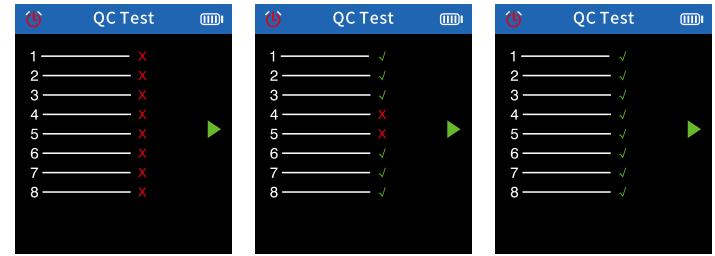 QC Test
1 X
2 X
3 X
4 X
5 X
6 X
7 X
8 X
QC Test
1 √
2 √
3 √
4 X
5 X
6 √
7 √
8 √
QC Test
1 √
2 √
3 √
4 √
5 √
6 √
7 √
8 √